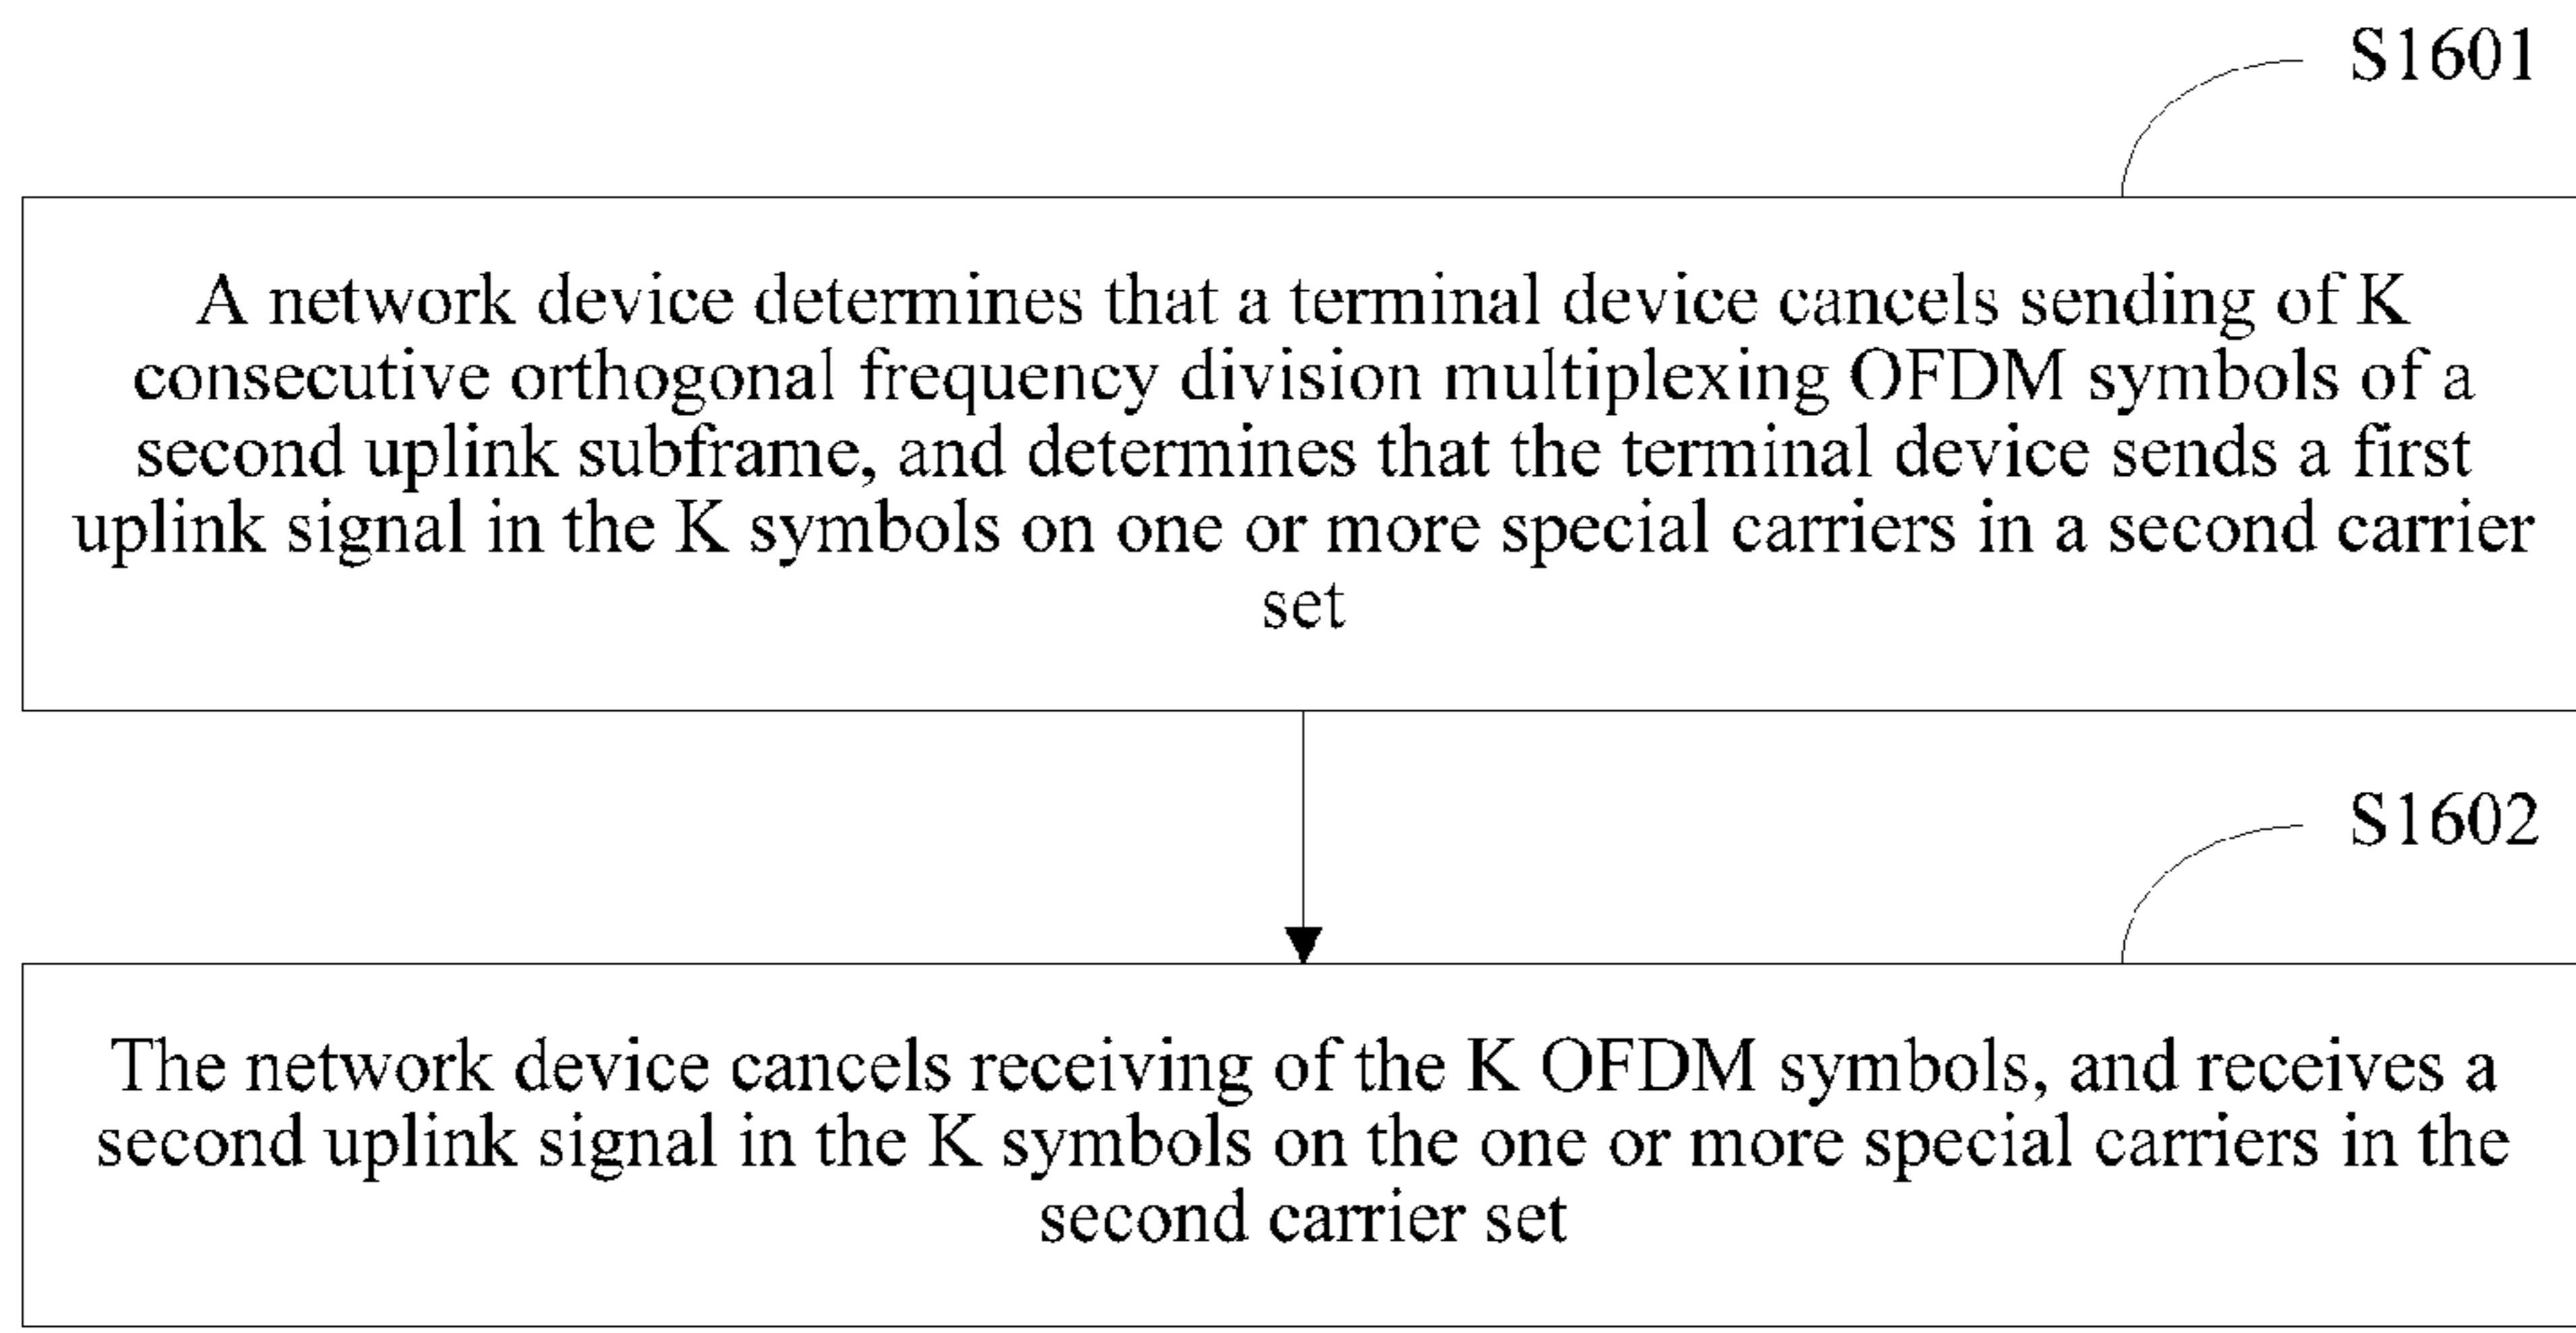 S1601
A network device determines that a terminal device cancels sending of K
consecutive orthogonal frequency division multiplexing OFDM symbols of a
second uplink subframe, and determines that the terminal device sends a first
uplink signal in the K symbols on one or more special carriers in a second carrier
set
S1602
The network device cancels receiving of the K OFDM symbols, and receives a
second uplink signal in the K symbols on the one or more special carriers in the
second carrier set